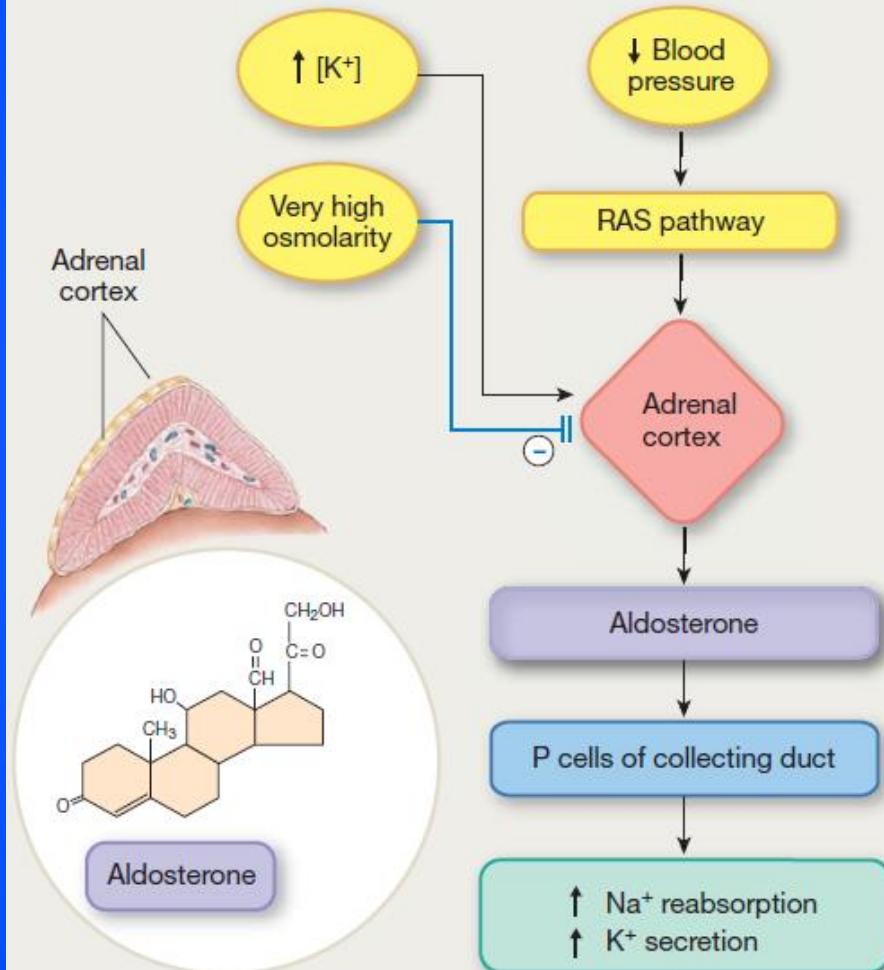 ↑ [K⁺]
↓ Blood
pressure
Very high
osmolarity
RAS pathway
Adrenal
cortex
Adrenal
cortex
−
Aldosterone
P cells of collecting duct
↑ Na⁺ reabsorption
↑ K⁺ secretion
CH₂OH
O
C=O
CH
HO
CH₃
O
Aldosterone